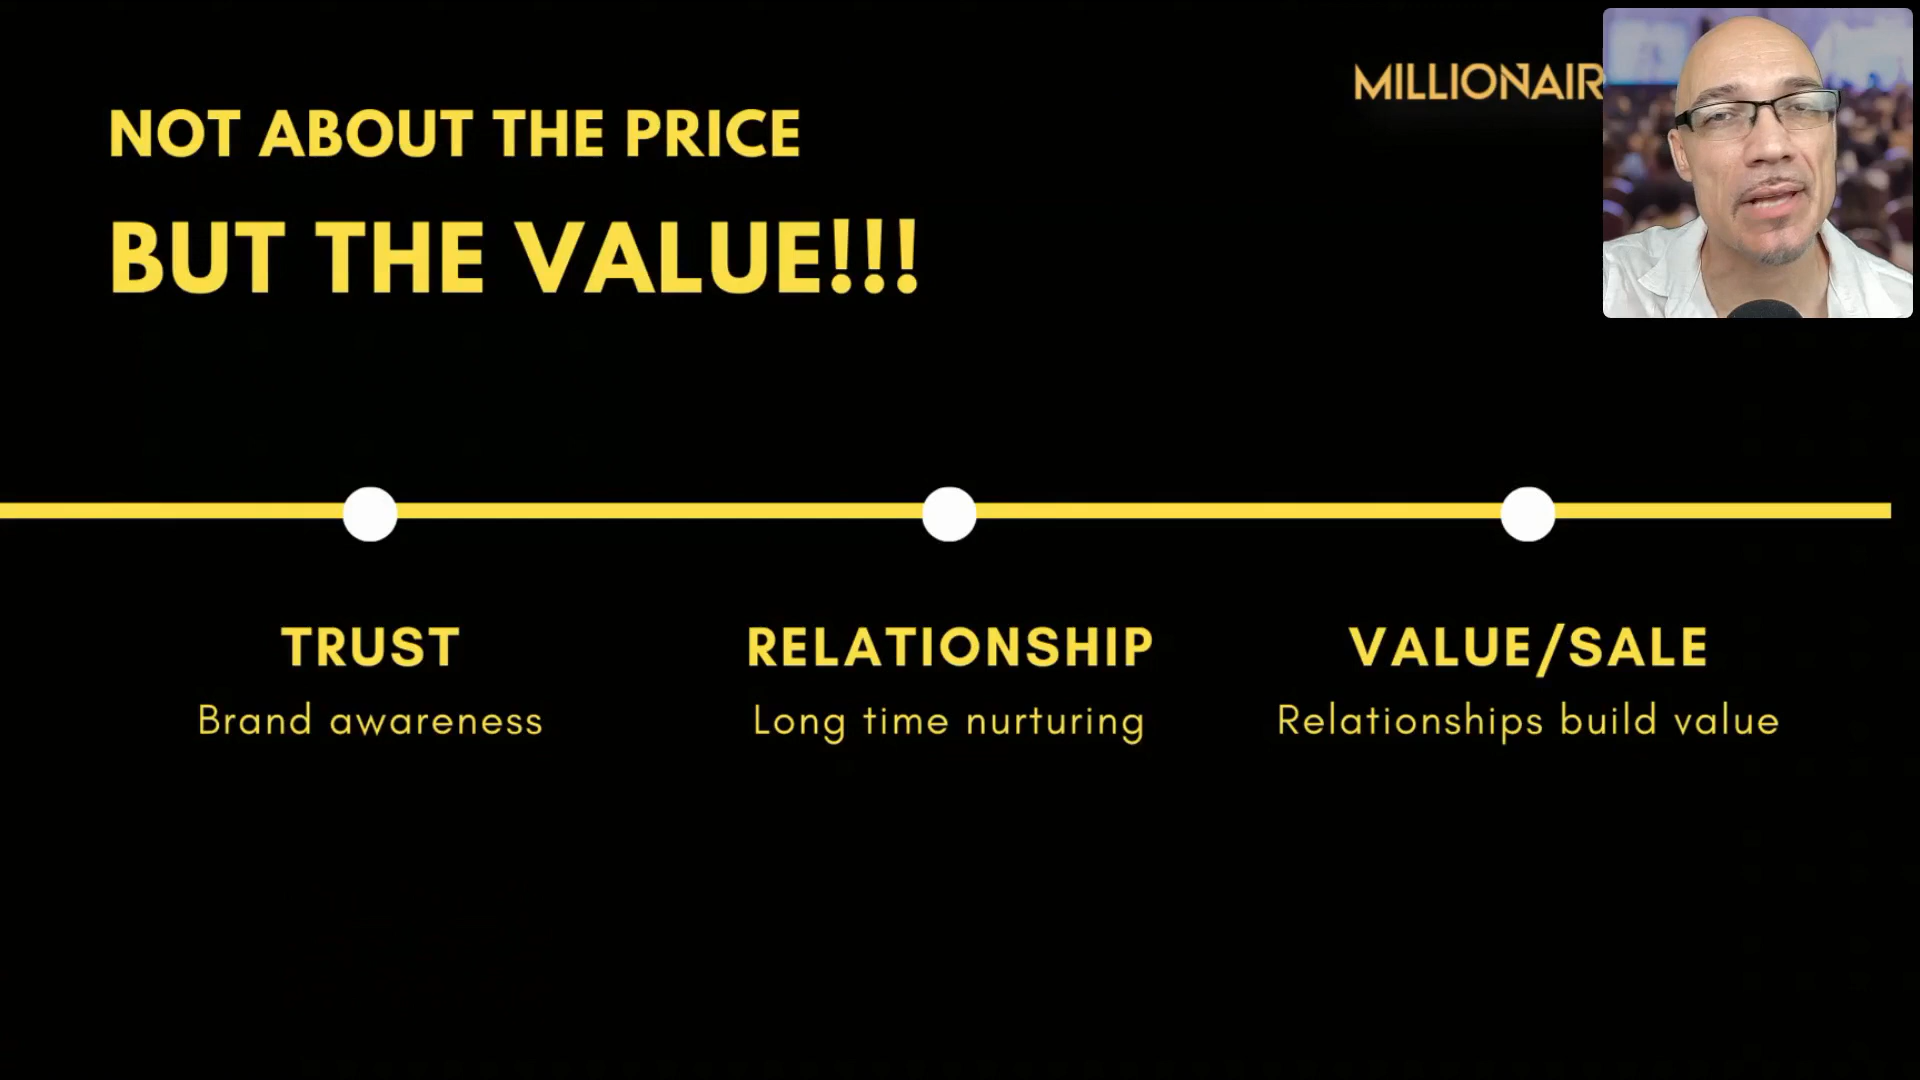 MILLIONAIR
NOT ABOUT THE PRICE
BUT THE VALUE!!!
TRUST
Brand awareness
RELATIONSHIP
Long time nurturing
VALUE/SALE
Relationships build value